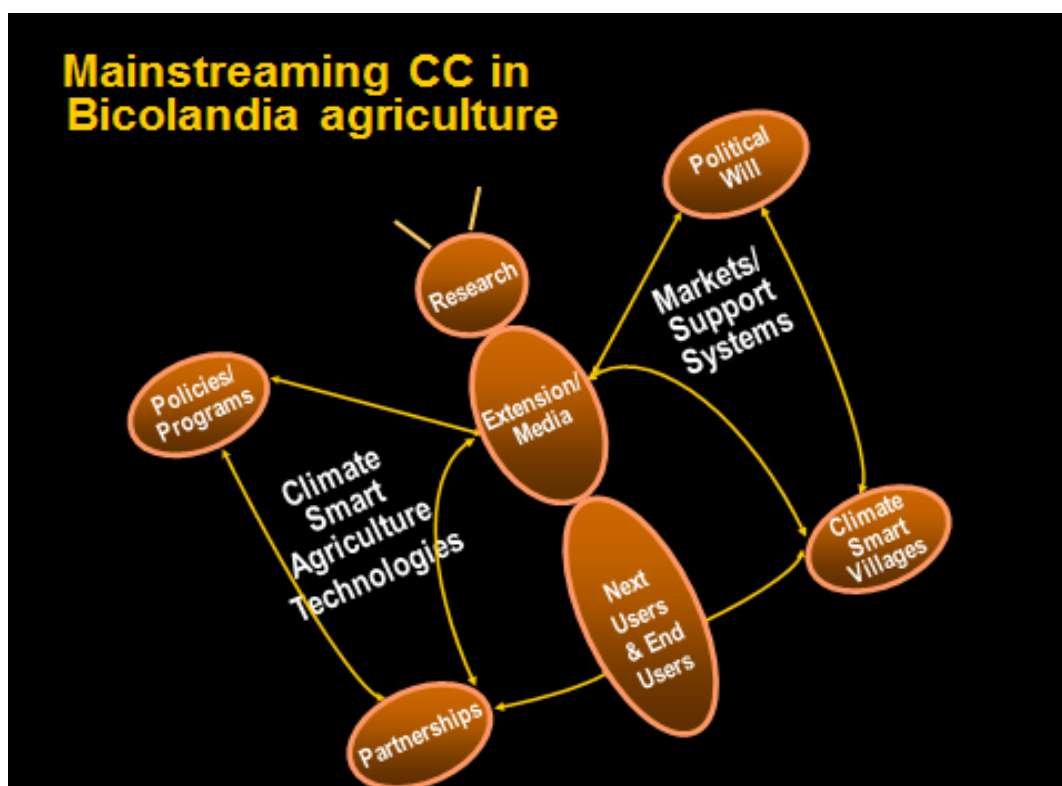 Mainstreaming CC in
Bicolandia agriculture
Political
Will
Research
Markets/
Support
Systems
Policies/
Programs
Extension/
Media
Climate
Smart
Agriculture
Technologies
Climate
Smart
Villages
Next
Users
& End
Users
Partnerships